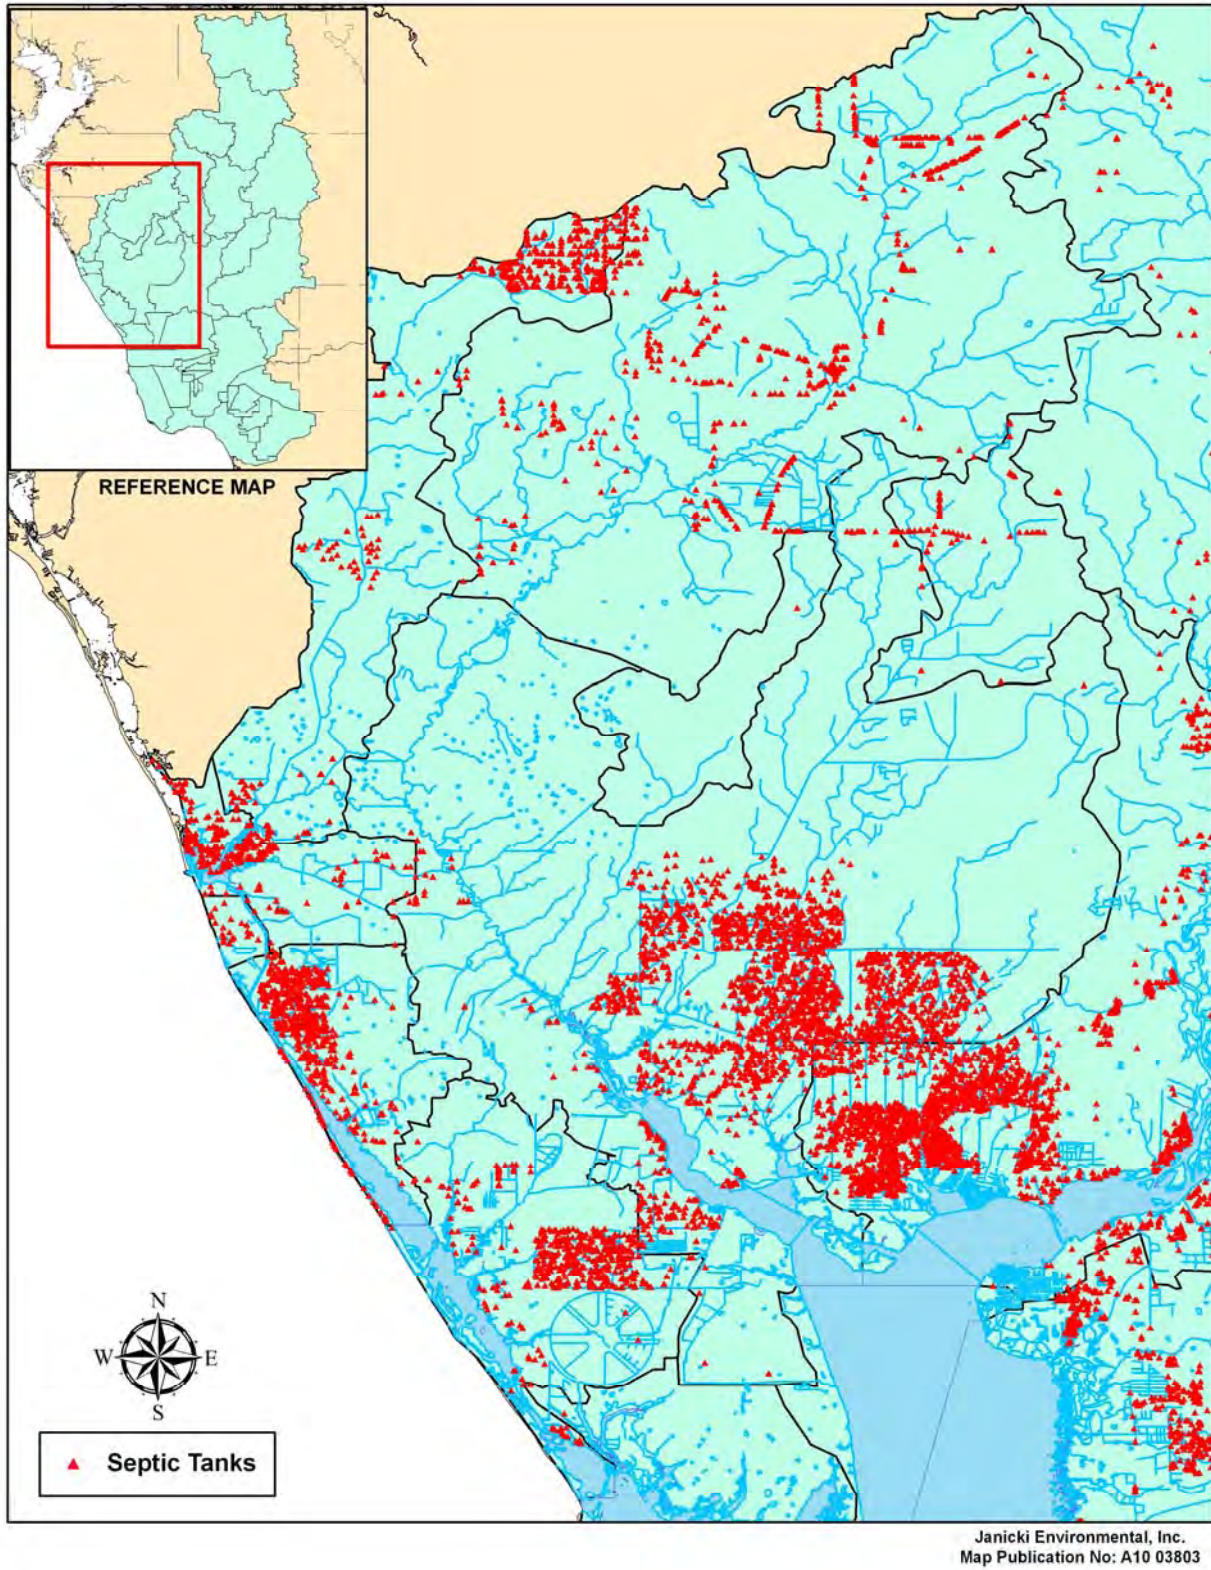 REFERENCE MAP
N
W E
S
Septic Tanks
Janicki Environmental, Inc.
Map Publication No: A10 03803